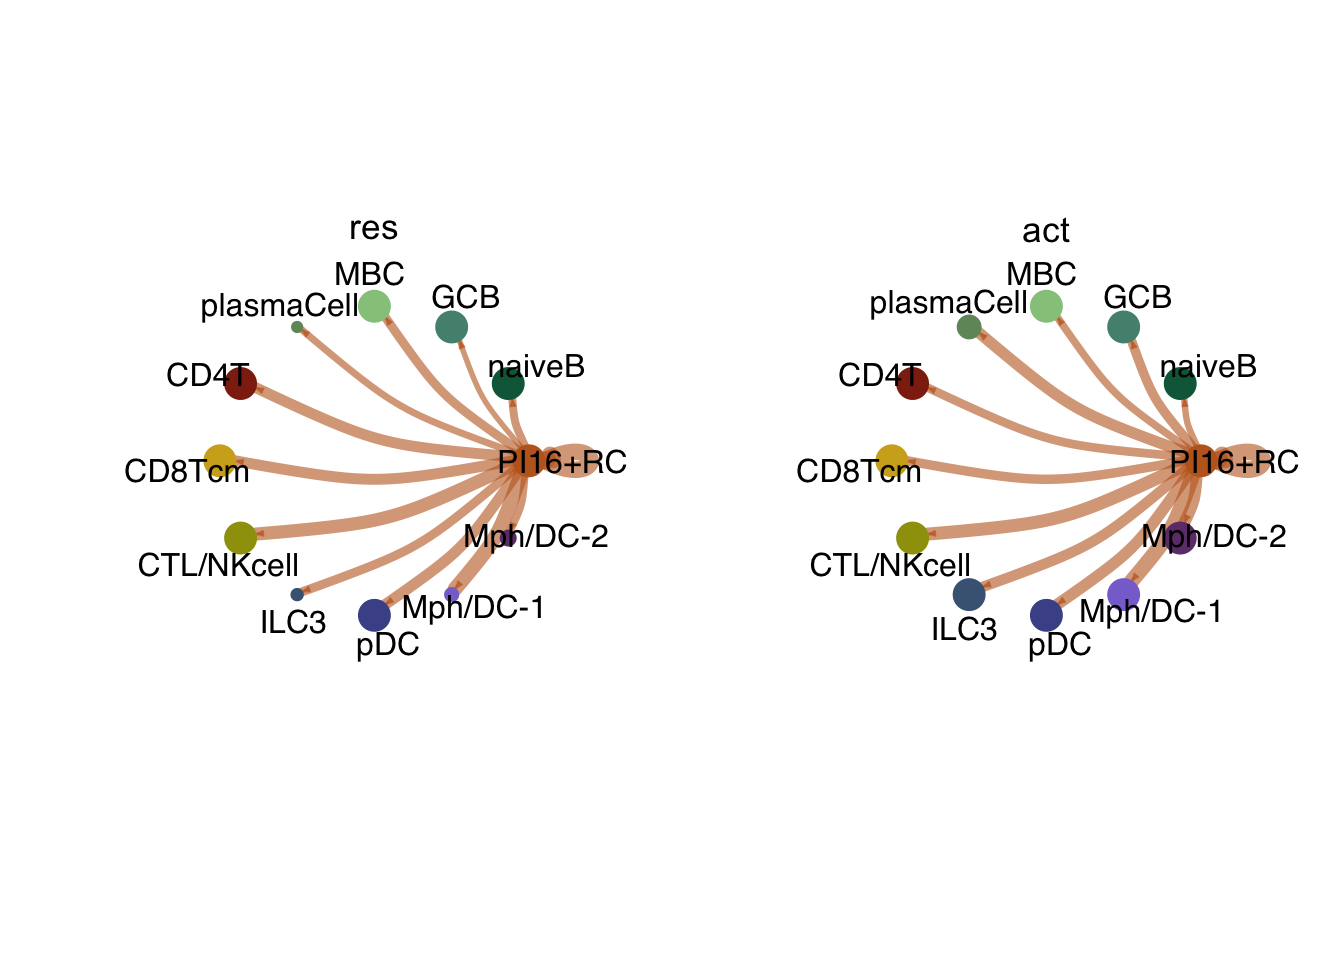 res
MBC
GCB
plasmaCell
naiveB
CD4T
PI16+RC
CD8Tcm
Mph/DC-2
CTL/NKcell
Mph/DC-1
ILC3
pDC
act
MBC
GCB
plasmaCell
naiveB
CD4T
PI16+RC
CD8Tcm
Mph/DC-2
CTL/NKcell
Mph/DC-1
ILC3
pDC